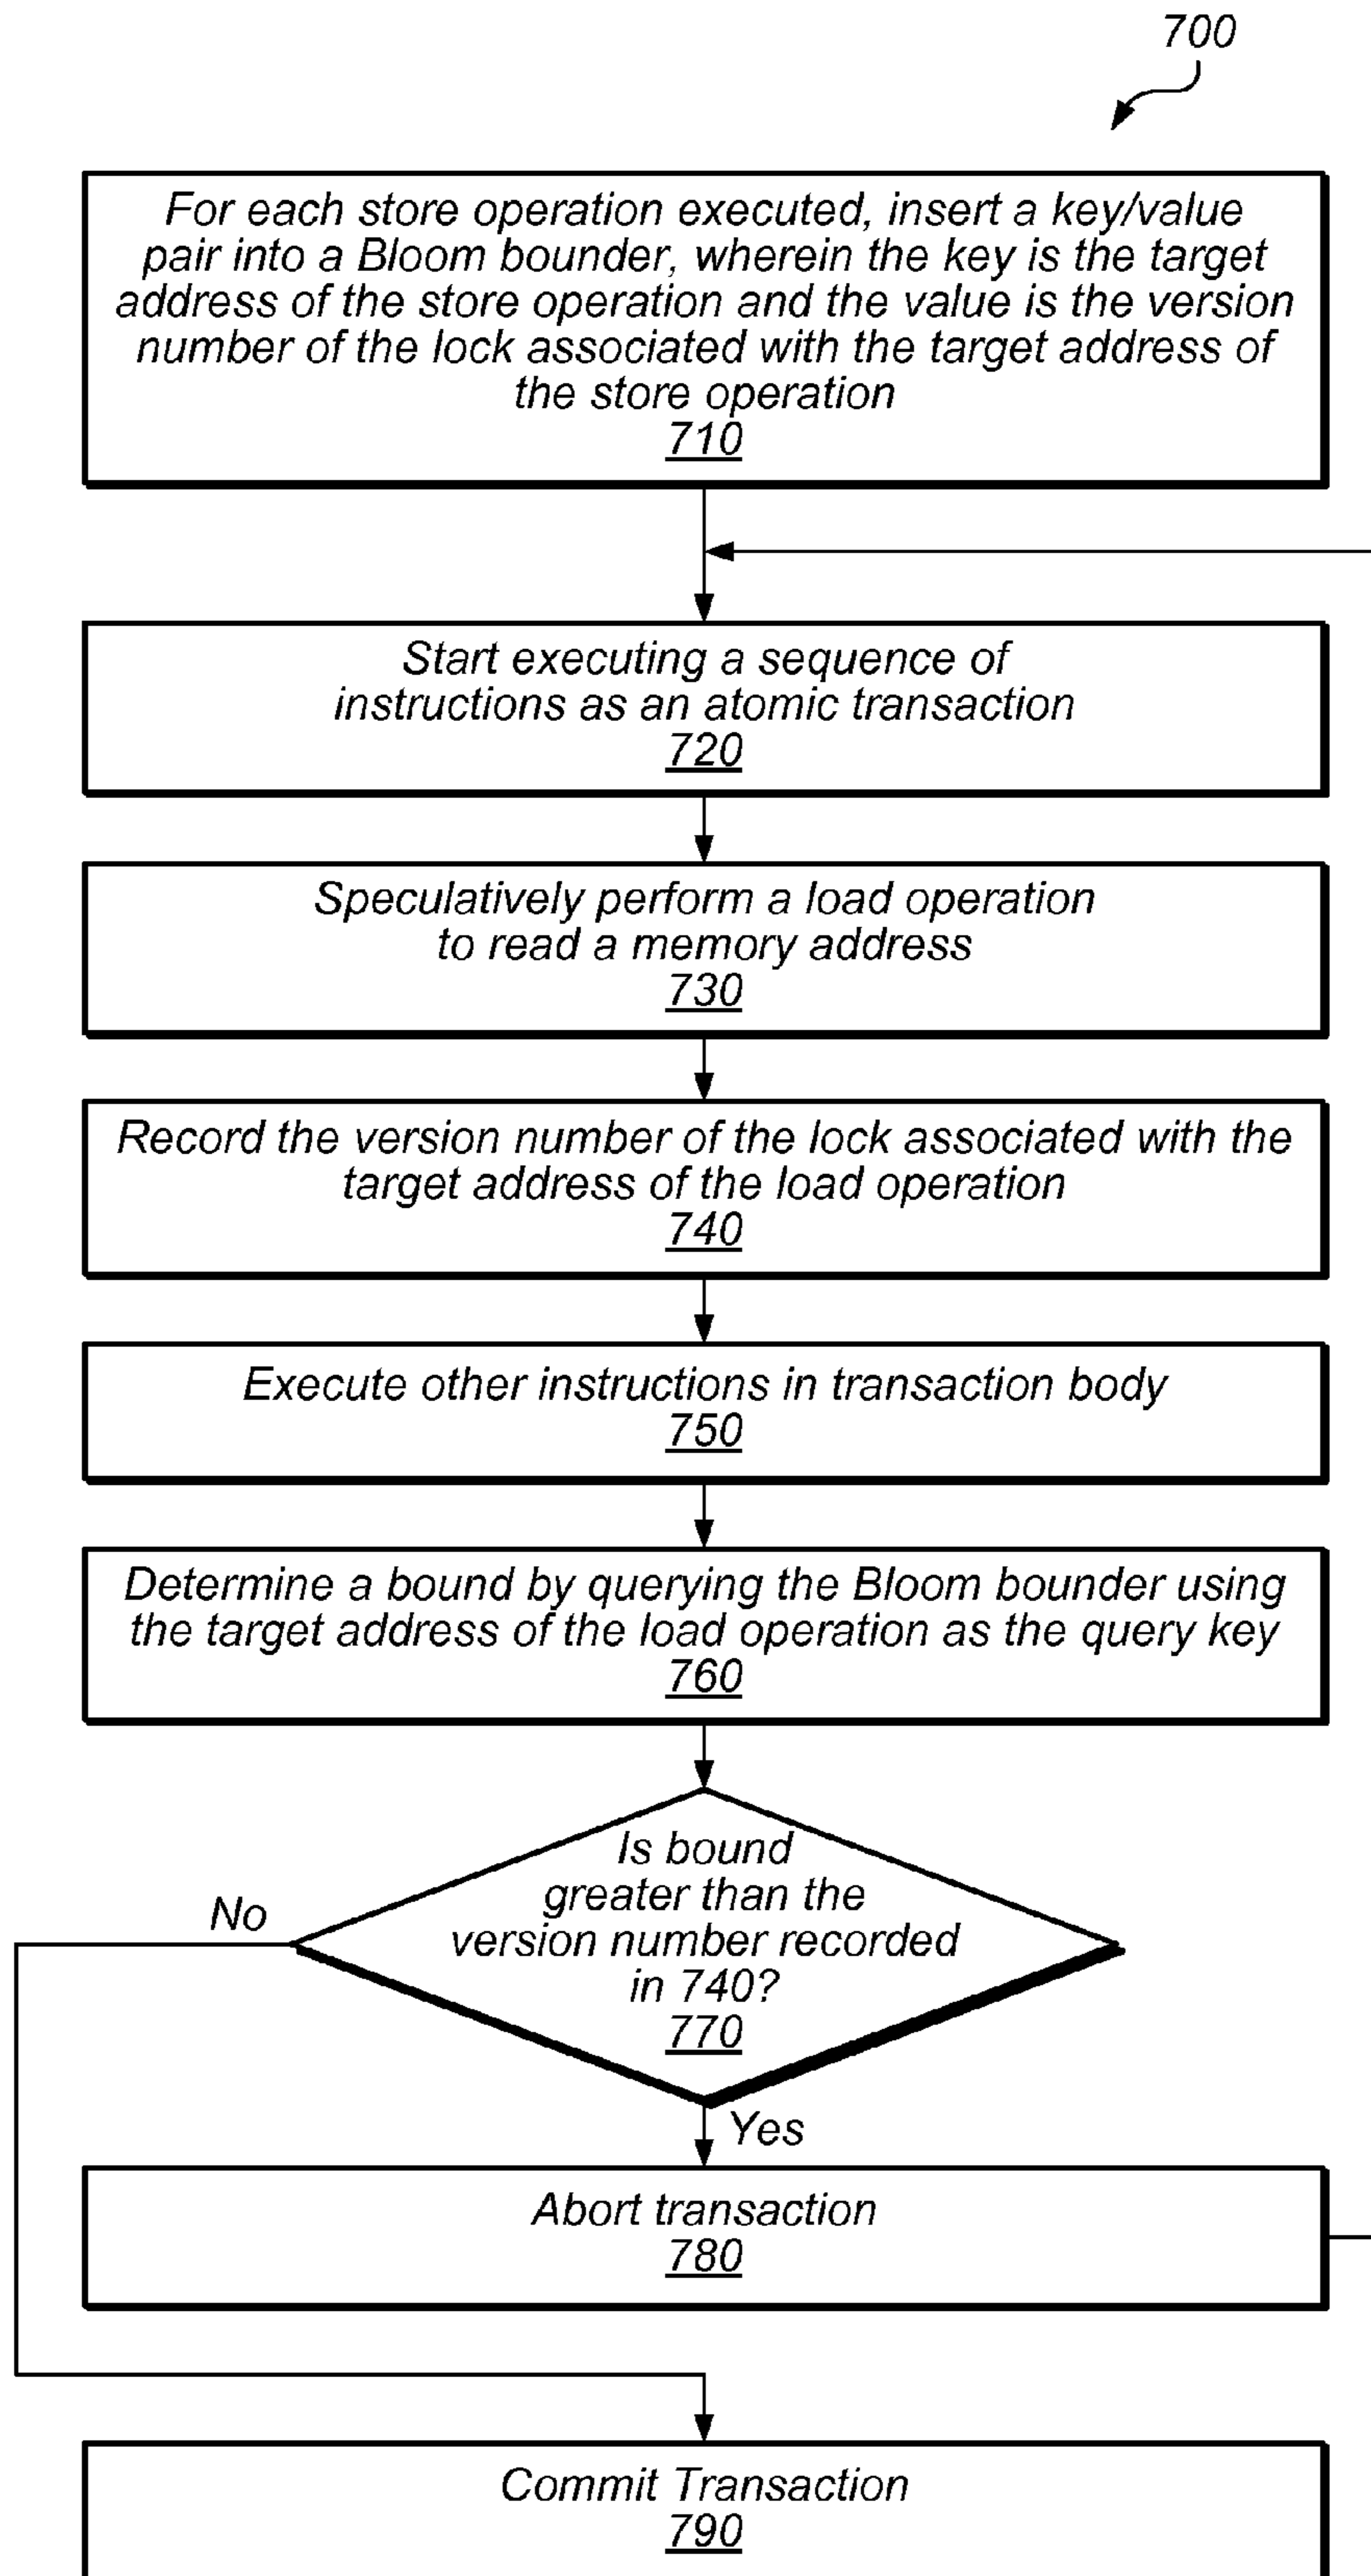 700
For each store operation executed, insert a key/value
pair into a Bloom bounder, wherein the key is the target
address of the store operation and the value is the version
number of the lock associated with the target address of
the store operation
710
Start executing a sequence of
instructions as an atomic transaction
720
Speculatively perform a load operation
to read a memory address
730
Record the version number of the lock associated with the
target address of the load operation
740
Execute other instructions in transaction body
750
Determine a bound by querying the Bloom bounder using
the target address of the load operation as the query key
760
Is bound
greater than the
version number recorded
in 740?
770
No
Yes
Abort transaction
780
Commit Transaction
790